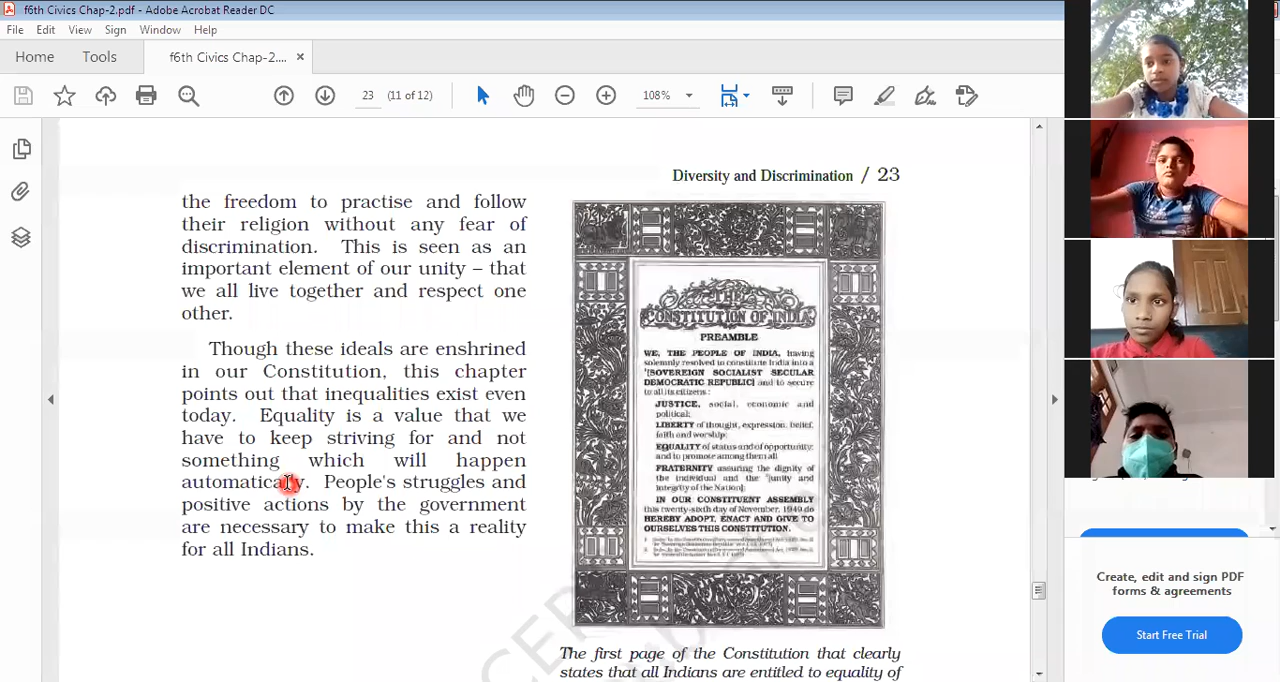 f6th Civics Chap-2.pdf - Adobe Acrobat Reader DC
File Edit View Sign Window Help
Home Tools f6th Civics Chap-2.... ×
23 (11 of 12) 108%
Diversity and Discrimination / 23
the freedom to practise and follow
their religion without any fear of
discrimination. This is seen as an
important element of our unity – that
we all live together and respect one
other.
Though these ideals are enshrined
in our Constitution, this chapter
points out that inequalities exist even
today. Equality is a value that we
have to keep striving for and not
something which will happen
automatically. People's struggles and
positive actions by the government
are necessary to make this a reality
for all Indians.
THE
CONSTITUTION OF INDIA
PREAMBLE
WE, THE PEOPLE OF INDIA, having
solemnly resolved to constitute India into a
[SOVEREIGN SOCIALIST SECULAR
DEMOCRATIC REPUBLIC] and to secure
to all its citizens :
JUSTICE, social, economic and
political;
LIBERTY of thought, expression, belief,
faith and worship;
EQUALITY of status and of opportunity;
and to promote among them all
FRATERNITY assuring the dignity of
the individual and the [unity and
integrity of the Nation];
IN OUR CONSTITUENT ASSEMBLY
this twenty-sixth day of November, 1949 do
HEREBY ADOPT, ENACT AND GIVE TO
OURSELVES THIS CONSTITUTION.
The first page of the Constitution that clearly
states that all Indians are entitled to equality of
Create, edit and sign PDF
forms & agreements
Start Free Trial